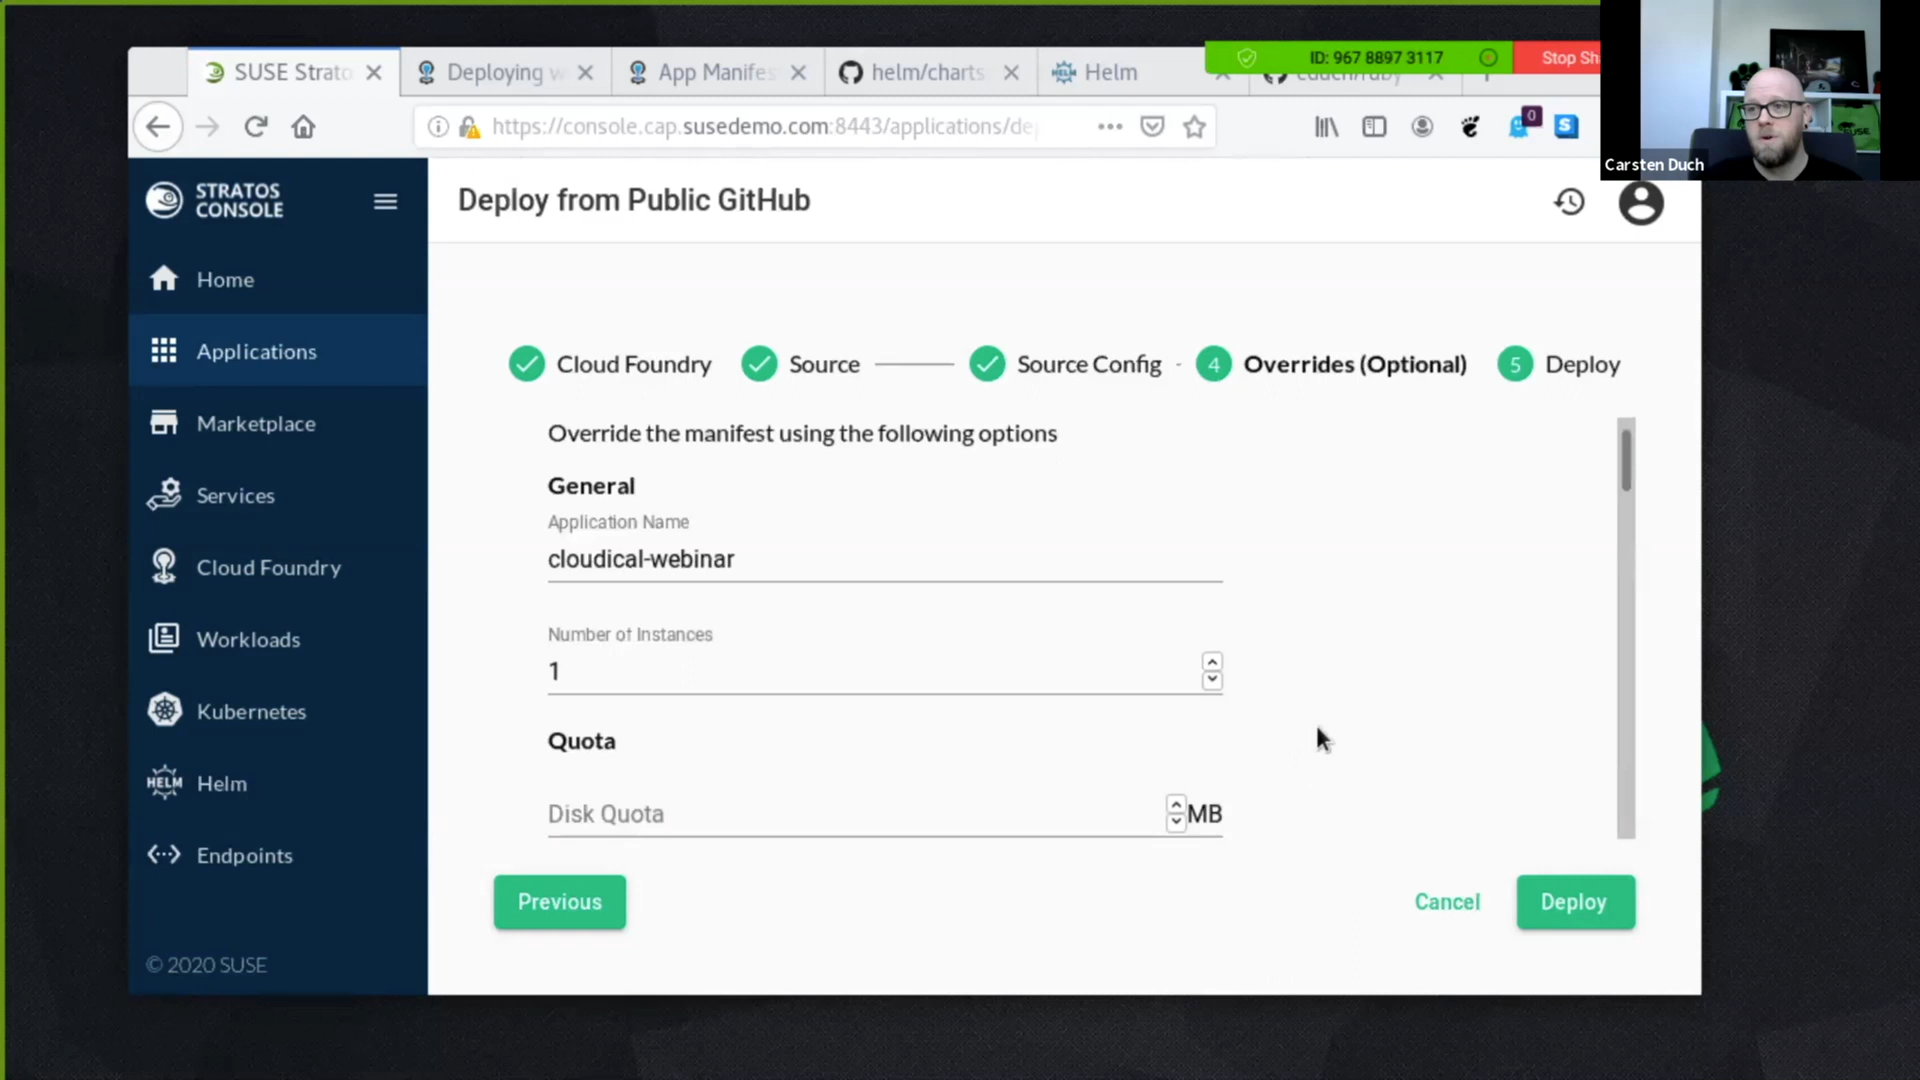 SUSE Strato
Deploying w
App Manifes
helm/charts
Helm
ID: 967 8897 3117
Stop Sh
https://console.cap.susedemo.com:8443/applications/de
0
S
Carsten Duch
STRATOS
CONSOLE
Deploy from Public GitHub
Home
Applications
Marketplace
Services
Cloud Foundry
Workloads
Kubernetes
HELM
Helm
Endpoints
© 2020 SUSE
Cloud Foundry
Source
Source Config
4
Overrides (Optional)
5
Deploy
Override the manifest using the following options
General
Application Name
cloudical-webinar
Number of Instances
1
Quota
Disk Quota
MB
Previous
Cancel
Deploy